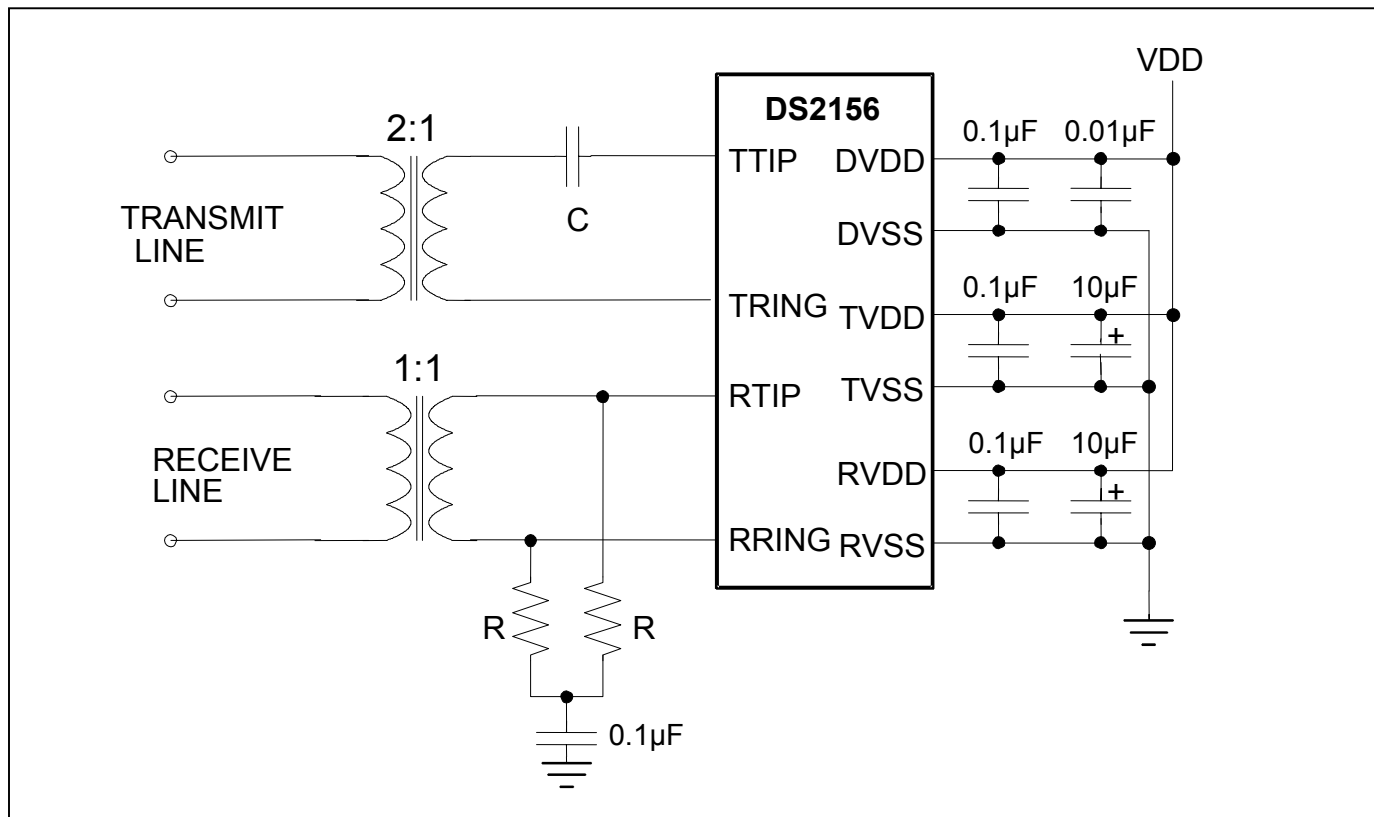 VDD
DS2156
2:1
0.1µF
0.01µF
TTIP
DVDD
C
TRANSMIT
LINE
DVSS
0.1µF
10µF
TRING
TVDD
+
1:1
RTIP
TVSS
0.1µF
10µF
RECEIVE
LINE
RVDD
+
RRING
RVSS
R
R
0.1µF